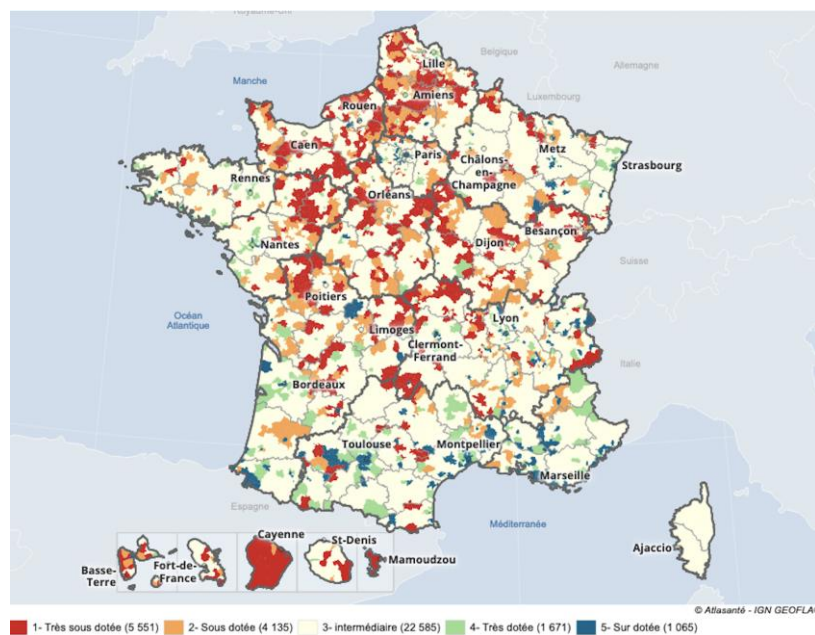 Royaume-Uni
Lille
Belgique
Allemagne
Manche
Amiens
Rouen
Luxembourg
Caen
Paris
Metz
Châlons-
en-
Champagne
Strasbourg
Rennes
Orléans
Nantes
Dijon
Besançon
Suisse
Poitiers
Océan
Atlantique
Limoges
Lyon
Clermont-
Ferrand
Italie
Bordeaux
Toulouse
Montpellier
Marseille
Espagne
Méditerranée
Ajaccio
Cayenne
St-Denis
Basse-
Terre
Fort-de-
France
Mamoudzou
© Atlasanté - IGN GEOFLA
1- Très sous dotée (5 551) 2- Sous dotée (4 135) 3- intermédiaire (22 585) 4- Très dotée (1 671) 5- Sur dotée (1 065)